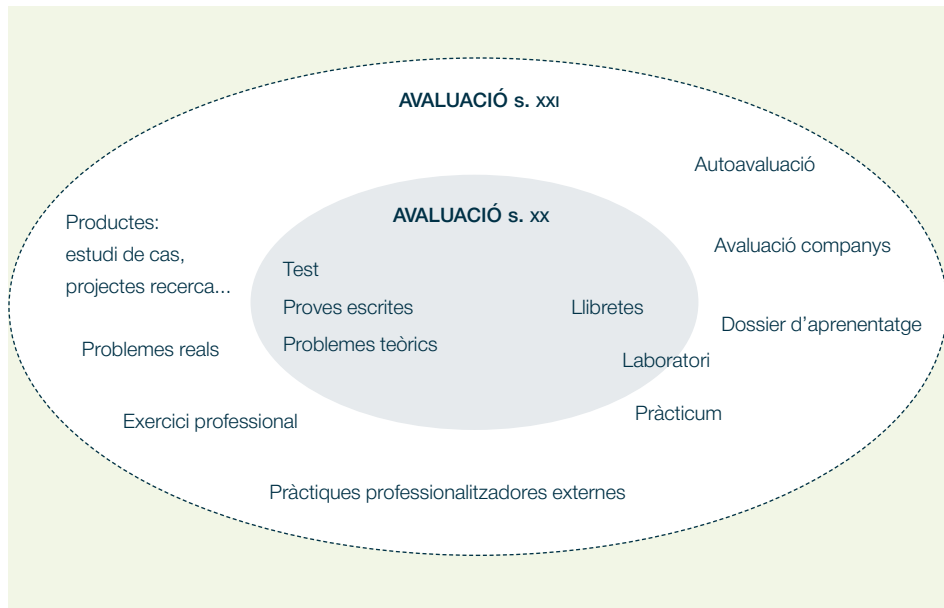 AVALUACIÓ s. XXI
Autoavaluació
AVALUACIÓ s. XX
Productes:
estudi de cas,
projectes recerca...
Avaluació companys
Test
Proves escrites
Llibretes
Dossier d'aprenentatge
Problemes reals
Problemes teòrics
Laboratori
Pràcticum
Exercici professional
Pràctiques professionalitzadores externes